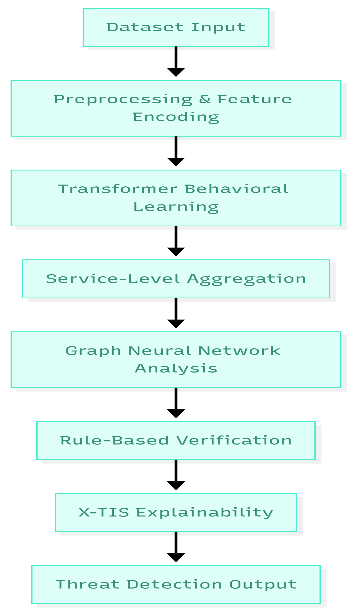 Dataset Input
Preprocessing & Feature
Encoding
Transformer Behavioral
Learning
Service-Level Aggregation
Graph Neural Network
Analysis
Rule-Based Verification
X-TIS Explainability
Threat Detection Output